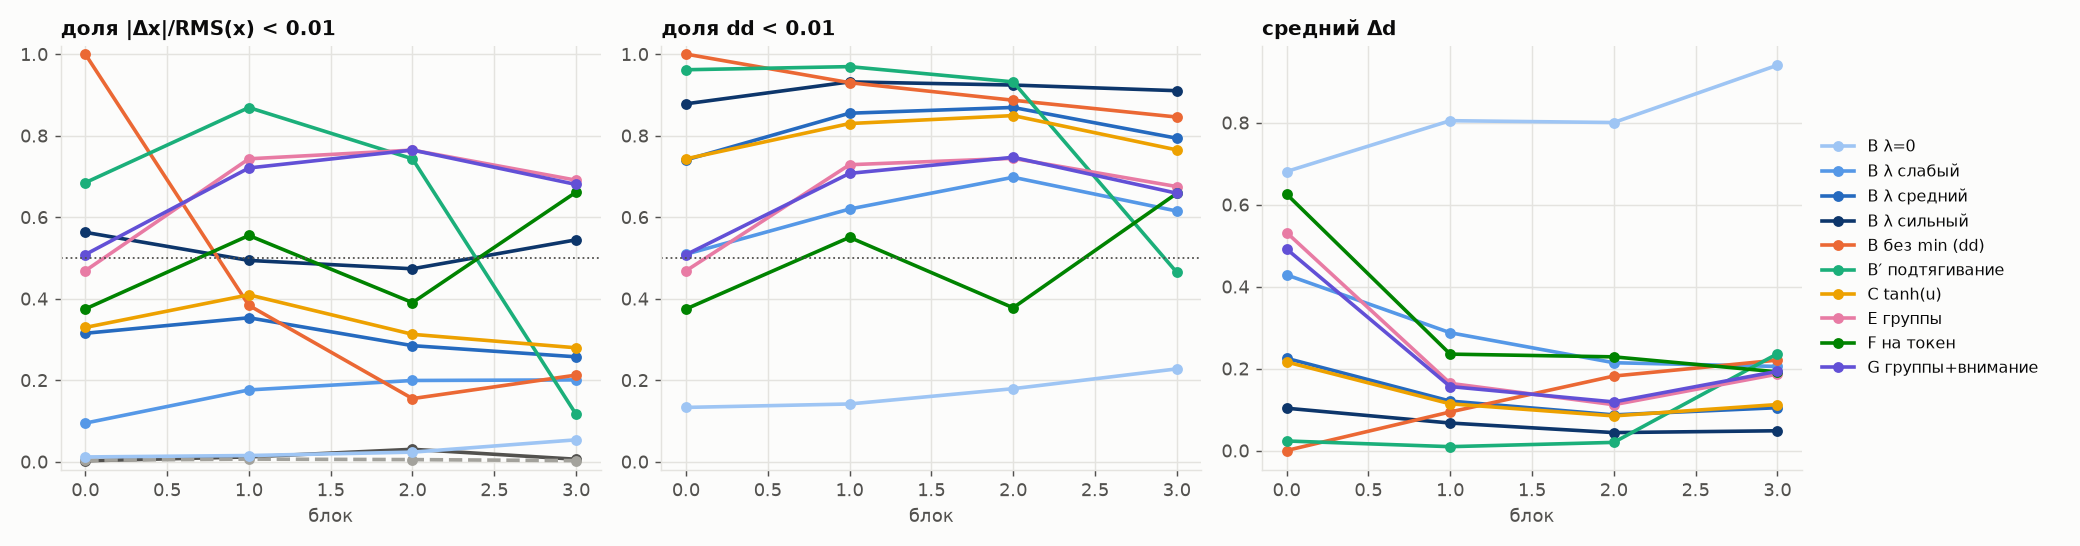 доля |Δx|/RMS(x) < 0.01
1.0
0.8
0.6
0.4
0.2
0.0
0.0 0.5 1.0 1.5 2.0 2.5 3.0
блок
доля dd < 0.01
1.0
0.8
0.6
0.4
0.2
0.0
0.0 0.5 1.0 1.5 2.0 2.5 3.0
блок
средний Δd
0.8
0.6
0.4
0.2
0.0
0.0 0.5 1.0 1.5 2.0 2.5 3.0
блок
B λ=0
B λ слабый
B λ средний
B λ сильный
B без min (dd)
B′ подтягивание
C tanh(u)
E группы
F на токен
G группы+внимание